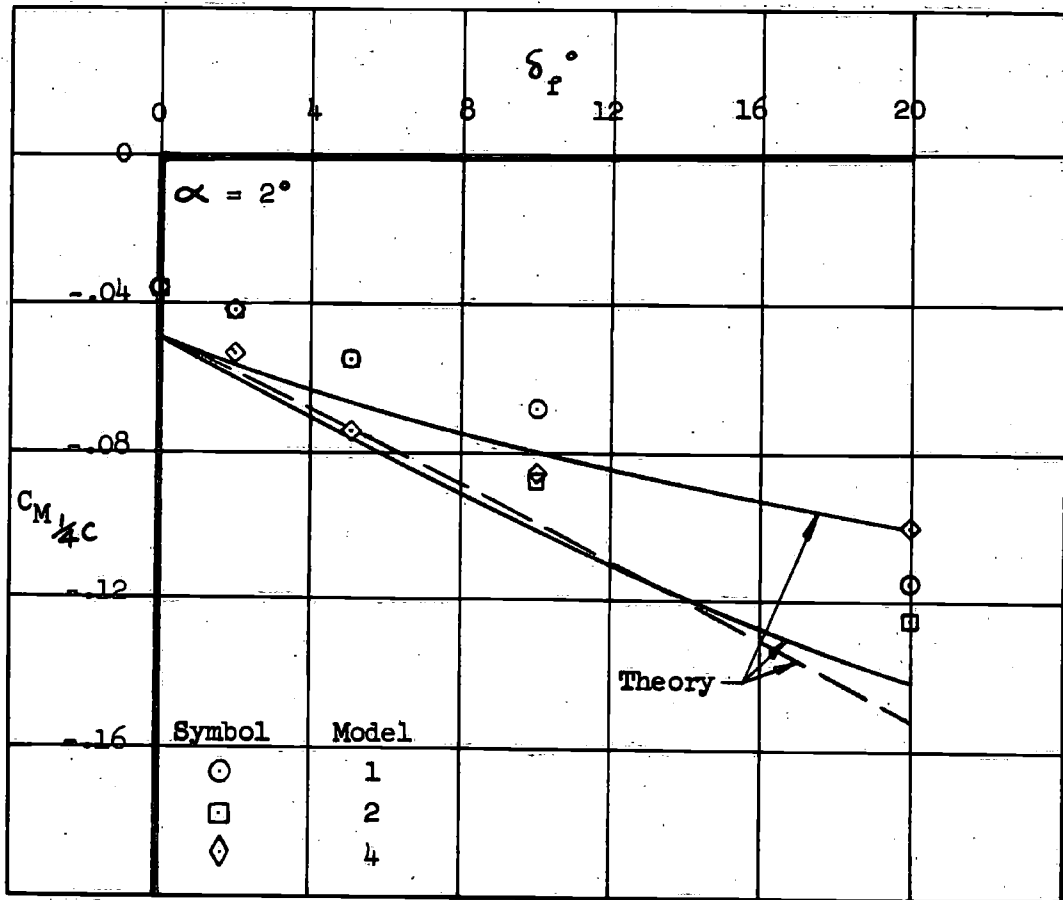 δf°
0 4 8 12 16 20
0
α = 2°
-.04
-.08
CM¼C
-.12
Theory
-.16
Symbol Model
1
2
4